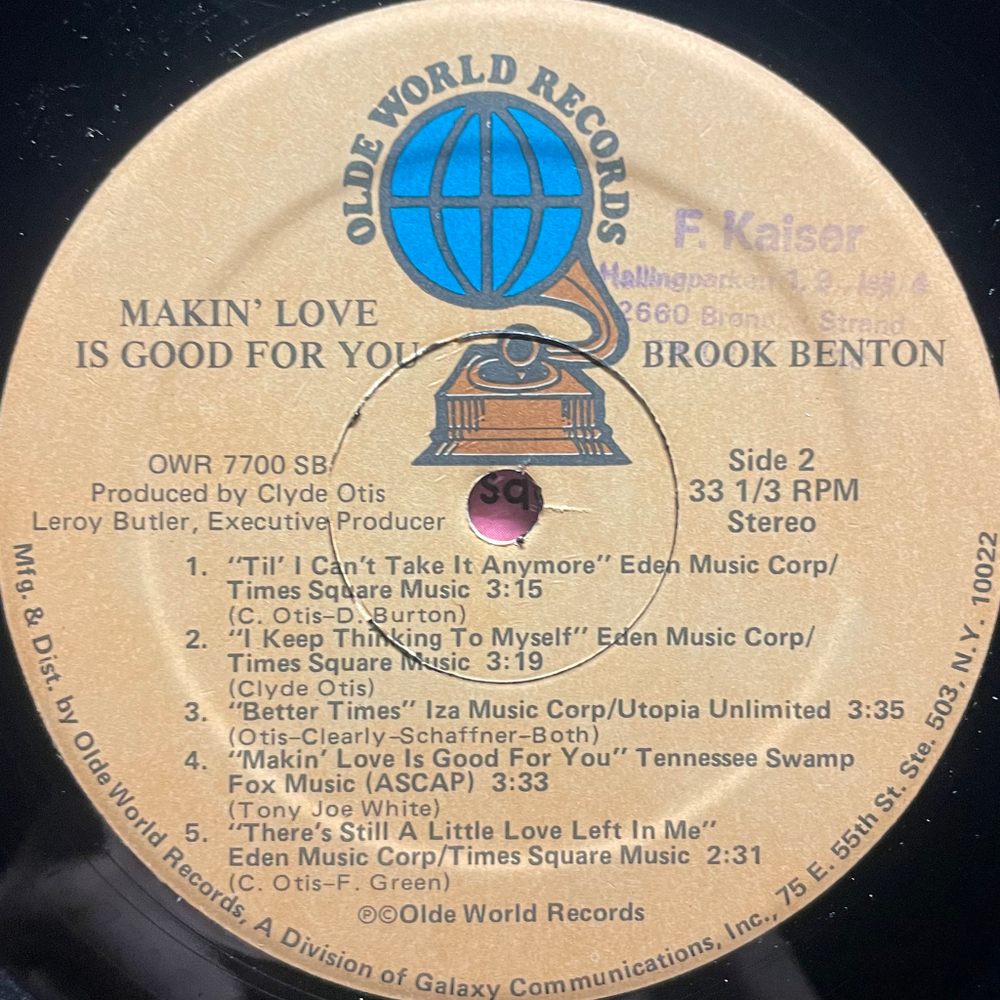 OLDE WORLD RECORDS
F. Kaiser
2660 Strand
MAKIN' LOVE
IS GOOD FOR YOU
BROOK BENTON
OWR 7700 SB
Produced by Clyde Otis
Leroy Butler, Executive Producer
Side 2
33 1/3 RPM
Stereo
sq
1. "Til' I Can't Take It Anymore" Eden Music Corp/
Times Square Music 3:15
(C. Otis–D. Burton)
2. "I Keep Thinking To Myself" Eden Music Corp/
Times Square Music 3:19
(Clyde Otis)
3. "Better Times" Iza Music Corp/Utopia Unlimited 3:35
(Otis–Clearly–Schaffner–Both)
4. "Makin' Love Is Good For You" Tennessee Swamp
Fox Music (ASCAP) 3:33
(Tony Joe White)
5. "There's Still A Little Love Left In Me"
Eden Music Corp/Times Square Music 2:31
(C. Otis–F. Green)
℗©Olde World Records
Mfg. & Dist. by Olde World Records, A Division of Galaxy Communications, Inc., 75 E. 55th St. Ste. 503, N.Y. 10022